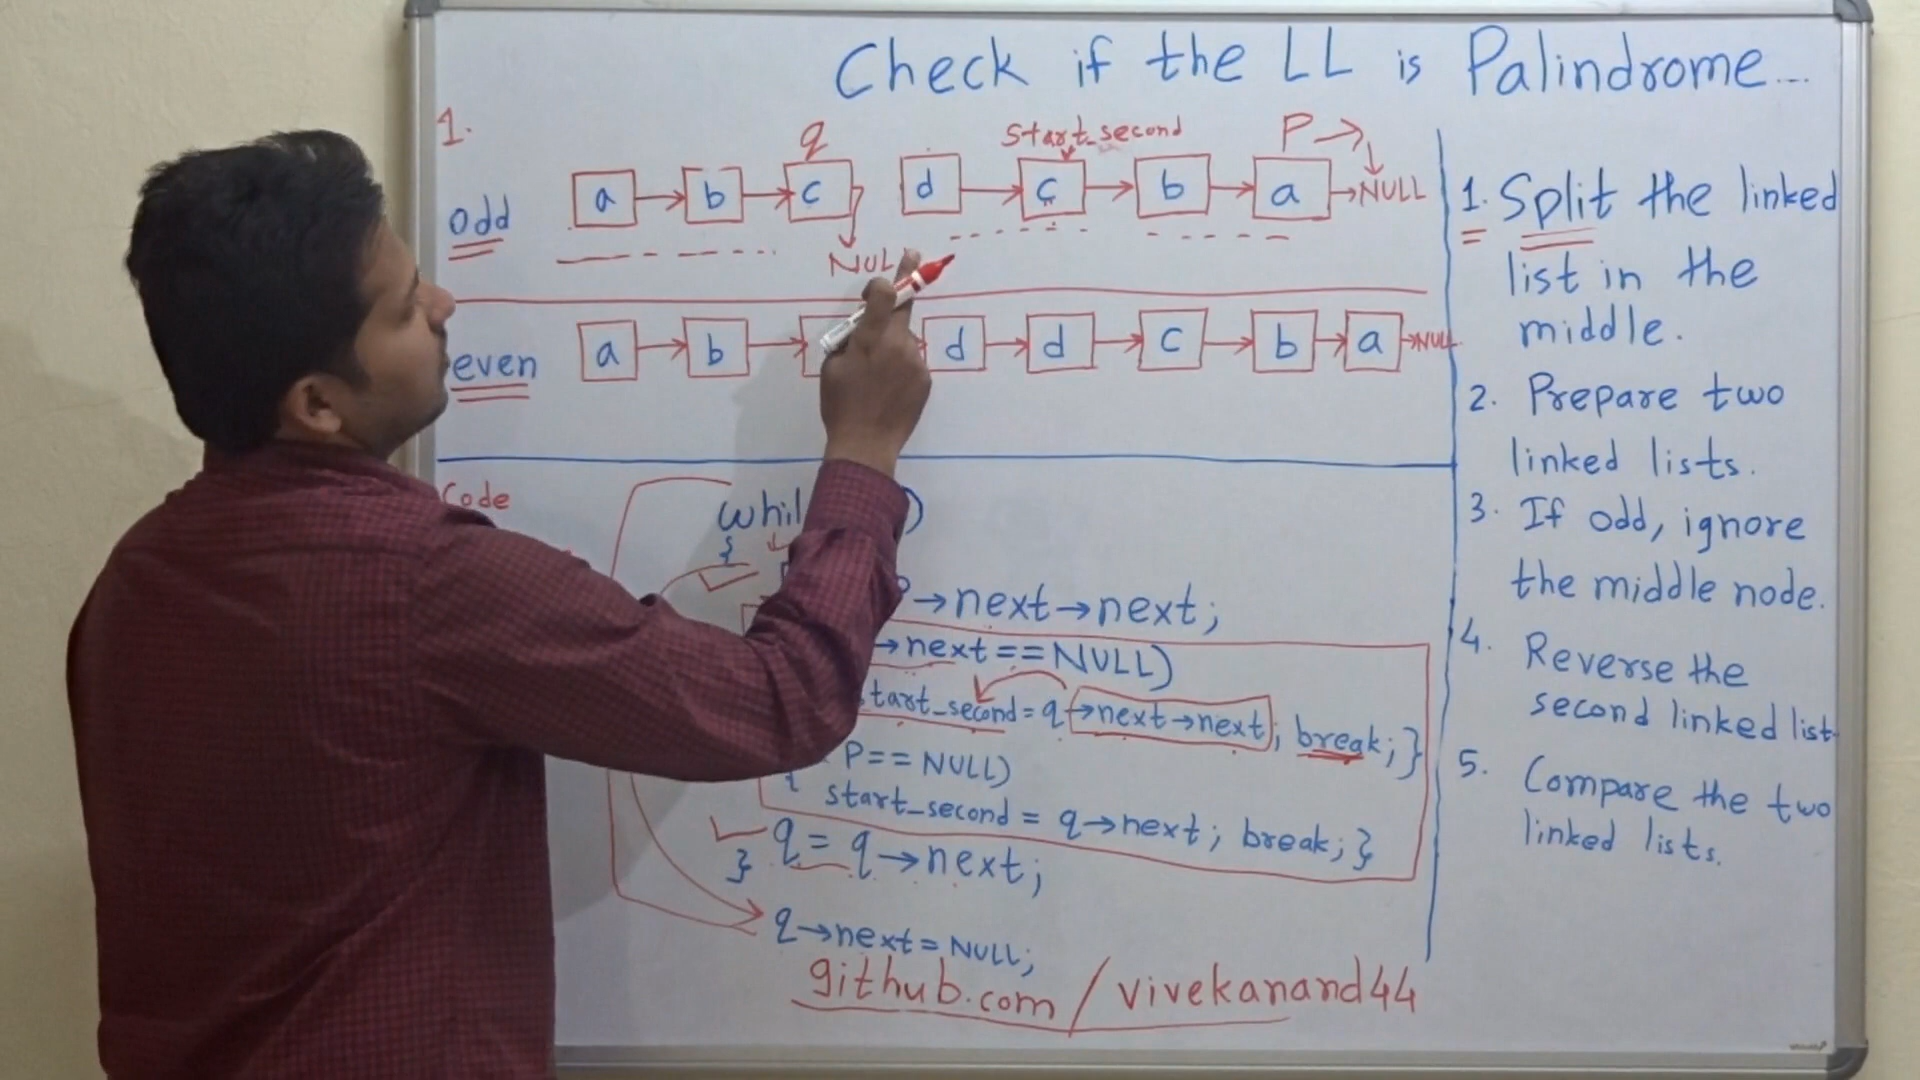 Check if the LL is Palindrome...
1.
q
Start_second
P
odd
a b c d c b a NULL
even
a b d d c b a NULL
Code
)
{
→next→next;
→next==NULL)
start_second=q→next→next; break; }
P==NULL)
{
start_second = q→next; break; }
q = q→next;
}
q→next=NULL;
github.com/vivekanand44
1. Split the linked
list in the
middle.
2. Prepare two
linked lists.
3. If odd, ignore
the middle node.
4. Reverse the
second linked list
5. Compare the two
linked lists.